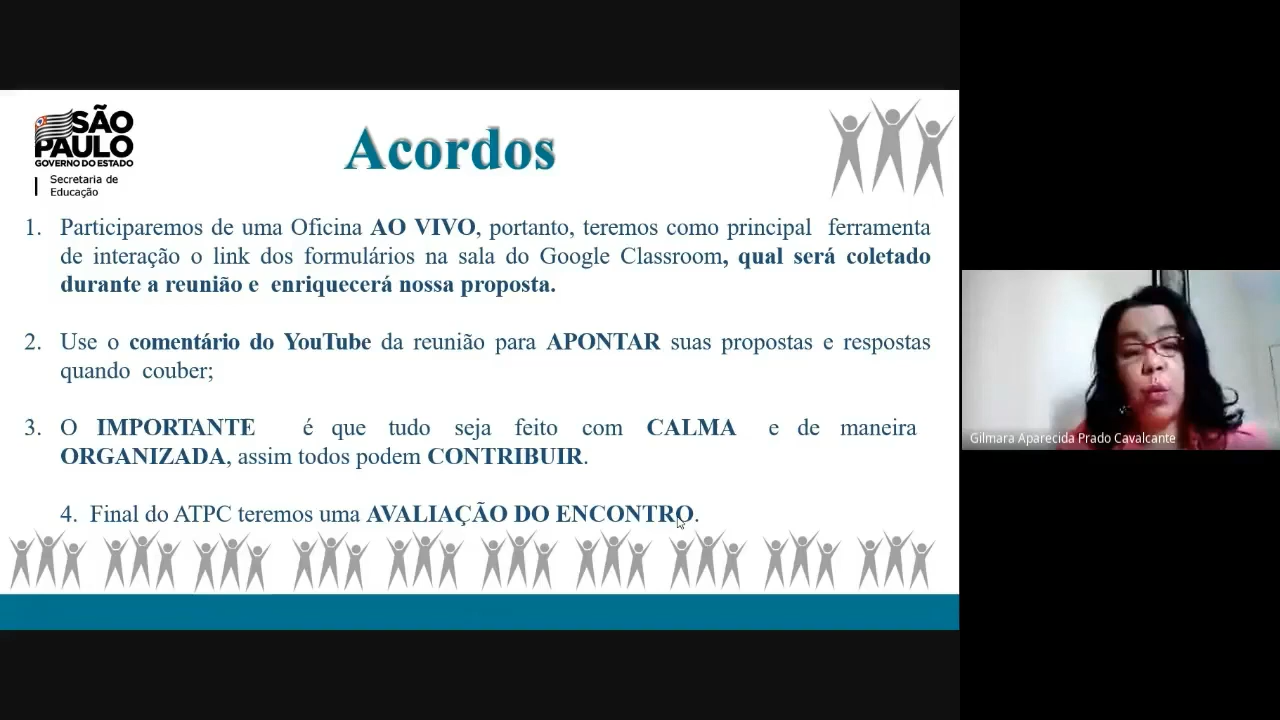 SÃO
PAULO
GOVERNO DO ESTADO
Secretaria de
Educação
Acordos
1. Participaremos de uma Oficina AO VIVO, portanto, teremos como principal ferramenta
de interação o link dos formulários na sala do Google Classroom, qual será coletado
durante a reunião e enriquecerá nossa proposta.
2. Use o comentário do YouTube da reunião para APONTAR suas propostas e respostas
quando couber;
3. O IMPORTANTE é que tudo seja feito com CALMA e de maneira
ORGANIZADA, assim todos podem CONTRIBUIR.
4. Final do ATPC teremos uma AVALIAÇÃO DO ENCONTRO.
Gilmara Aparecida Prado Cavalcante